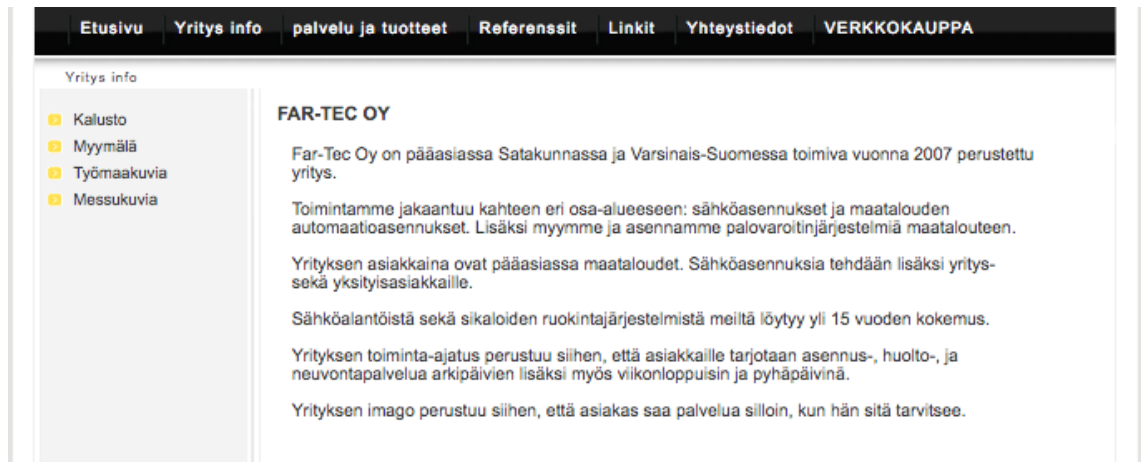 Etusivu Yritys info palvelu ja tuotteet Referenssit Linkit Yhteystiedot VERKKOKAUPPA
Yritys info
Kalusto
Myymälä
Työmaakuvia
Messukuvia
FAR-TEC OY
Far-Tec Oy on pääasiassa Satakunnassa ja Varsinais-Suomessa toimiva vuonna 2007 perustettu
yritys.
Toimintamme jakaantuu kahteen eri osa-alueeseen: sähköasennukset ja maatalouden
automaatioasennukset. Lisäksi myymme ja asennamme palovaroitinjärjestelmiä maatalouteen.
Yrityksen asiakkaina ovat pääasiassa maataloudet. Sähköasennuksia tehdään lisäksi yritys-
sekä yksityisasiakkaille.
Sähköalantöistä sekä sikaloiden ruokintajärjestelmistä meiltä löytyy yli 15 vuoden kokemus.
Yrityksen toiminta-ajatus perustuu siihen, että asiakkaille tarjotaan asennus-, huolto-, ja
neuvontapalvelua arkipäivien lisäksi myös viikonloppuisin ja pyhäpäivinä.
Yrityksen imago perustuu siihen, että asiakas saa palvelua silloin, kun hän sitä tarvitsee.